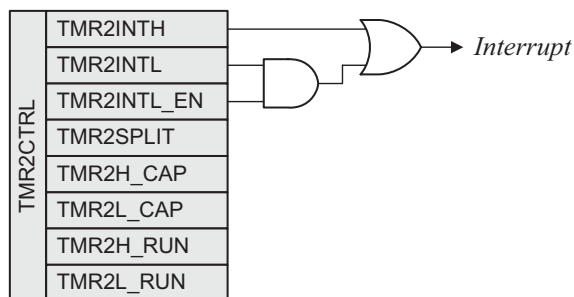 TMR2CTRL
TMR2INTH
TMR2INTL
TMR2INTL_EN
TMR2SPLIT
TMR2H_CAP
TMR2L_CAP
TMR2H_RUN
TMR2L_RUN
Interrupt